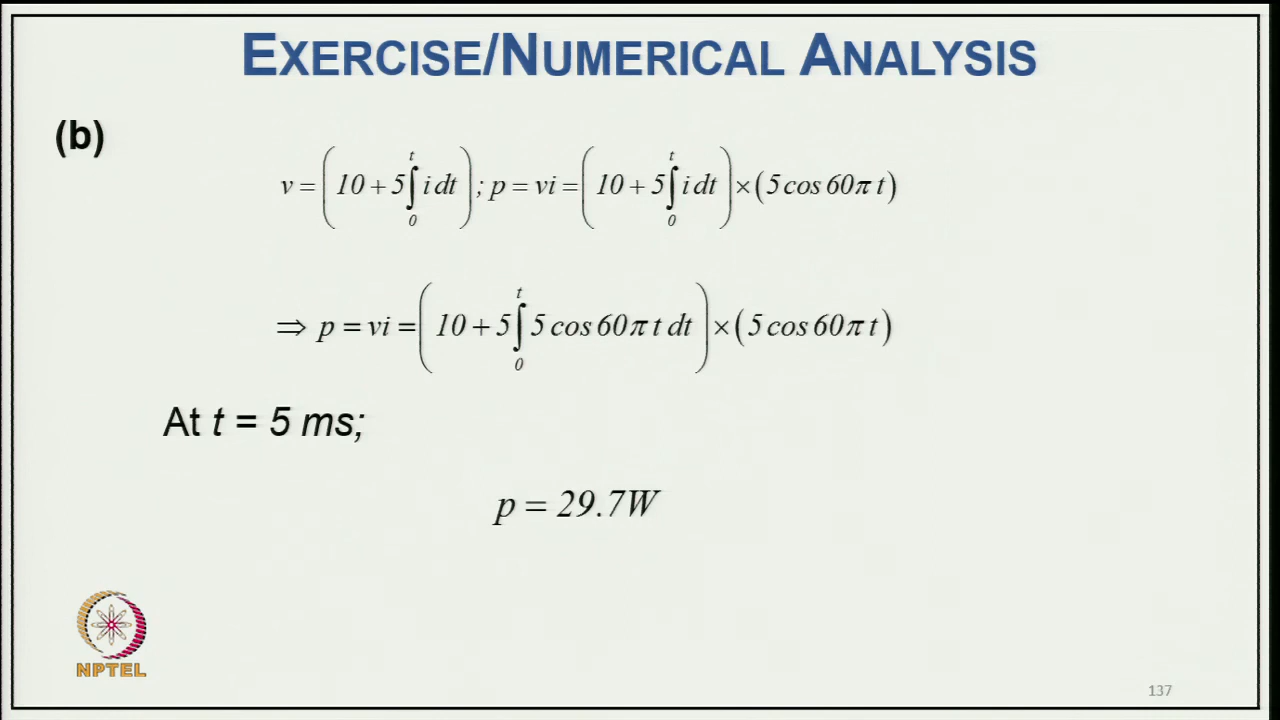 EXERCISE/NUMERICAL ANALYSIS
(b)
v = ( 10 + 5 ∫₀ᵗ i dt ) ; p = vi = ( 10 + 5 ∫₀ᵗ i dt ) × ( 5 cos 60π t )
⇒ p = vi = ( 10 + 5 ∫₀ᵗ 5 cos 60π t dt ) × ( 5 cos 60π t )
At t = 5 ms;
p = 29.7W
NPTEL
137